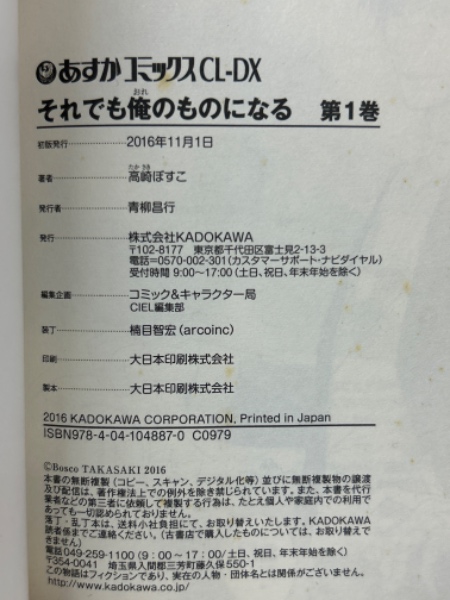 あすかコミックスCL-DX
それでも俺のものになる 第1巻
おれ
初版発行 2016年11月1日
たかさき
著者 高崎ぼすこ
発行者 青柳昌行
発行 株式会社KADOKAWA
〒102-8177 東京都千代田区富士見2-13-3
電話=0570-002-301(カスタマーサポート・ナビダイヤル)
受付時間 9:00~17:00(土日、祝日、年末年始を除く)
編集企画 コミック&キャラクター局
CIEL編集部
装丁 楠目智宏(arcoinc)
印刷 大日本印刷株式会社
製本 大日本印刷株式会社
2016 KADOKAWA CORPORATION, Printed in Japan
ISBN978-4-04-104887-0 C0979
©Bosco TAKASAKI 2016
本書の無断複製(コピー、スキャン、デジタル化等)並びに無断複製物の譲渡
及び配信は、著作権法上での例外を除き禁じられています。また、本書を代行
業者などの第三者に依頼して複製する行為は、たとえ個人や家庭内での利用で
あっても一切認められておりません。
落丁・乱丁本は、送料小社負担にて、お取り替えいたします。KADOKAWA
読者係までご連絡ください。(古書店で購入したものについては、お取り替えで
きません)
電話049-259-1100(9:00~17:00/土日、祝日、年末年始を除く)
〒354-0041 埼玉県入間郡三芳町藤久保550-1
この物語はフィクションであり、実在の人物・団体名とは関係がございません。
http://www.kadokawa.co.jp/